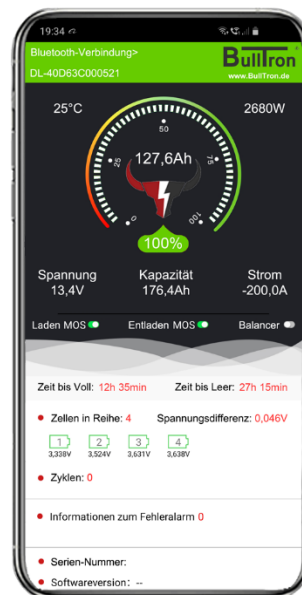 19:34
Bluetooth-Verbindung>
DL-40D63C000521
BullTron
www.BullTron.de
25°C
2680W
0
25
50
75
100
127,6Ah
100%
Spannung
13,4V
Kapazität
176,4Ah
Strom
-200,0A
Laden MOS
Entladen MOS
Balancer
Zeit bis Voll: 12h 35min
Zeit bis Leer: 27h 15min
Zellen in Reihe: 4
Spannungsdifferenz: 0,046V
1
2
3
4
3,338V
3,524V
3,631V
3,638V
Zyklen: 0
Informationen zum Fehleralarm 0
Serien-Nummer:
Softwareversion: --